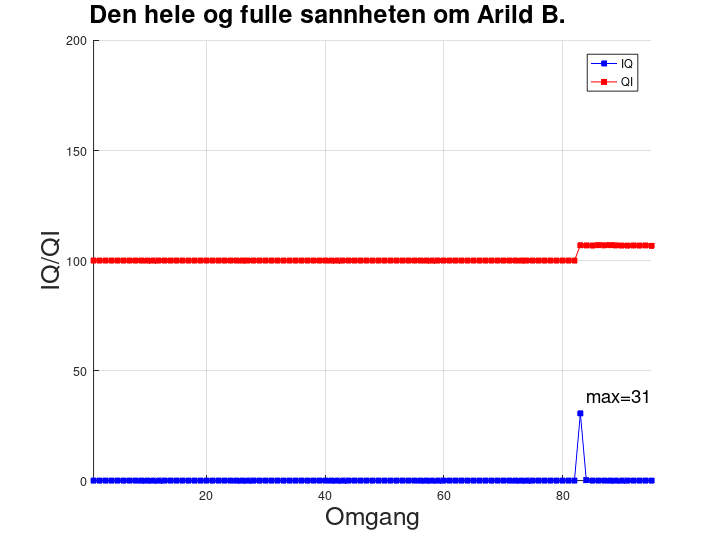 Den hele og fulle sannheten om Arild B.
200
IQ
QI
150
IQ/QI
100
50
max=31
0
20 40 60 80
Omgang